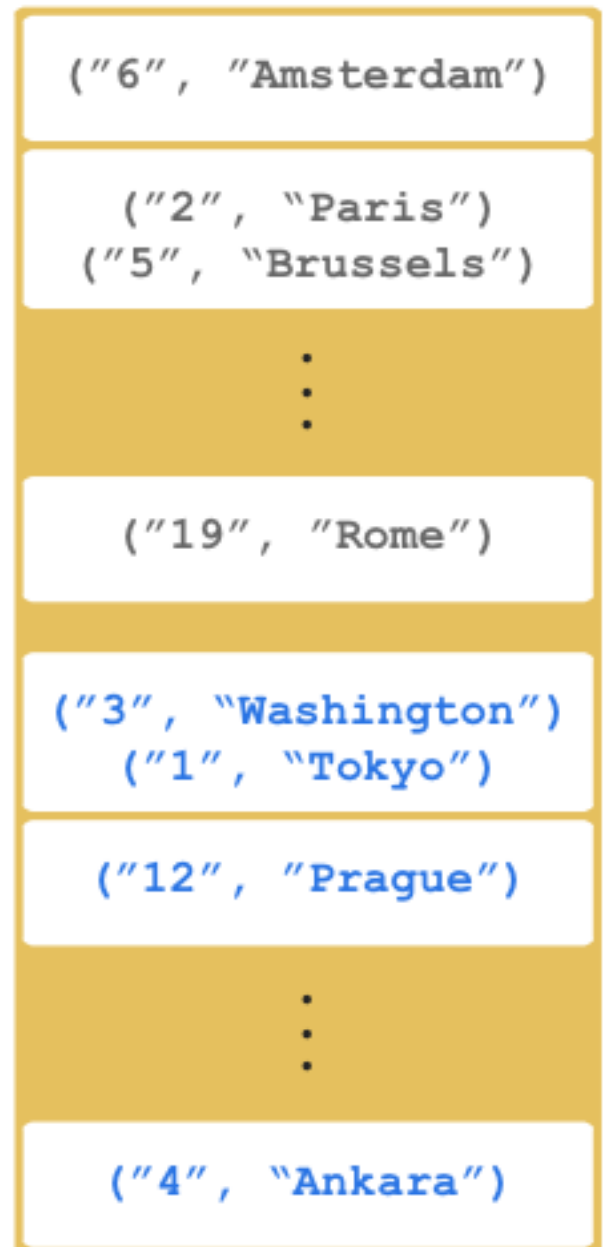 ("6", "Amsterdam")
("2", “Paris")
("5", “Brussels")
("19", "Rome")
("3", “Washington")
("1", “Tokyo")
("12", "Prague")
("4", “Ankara")